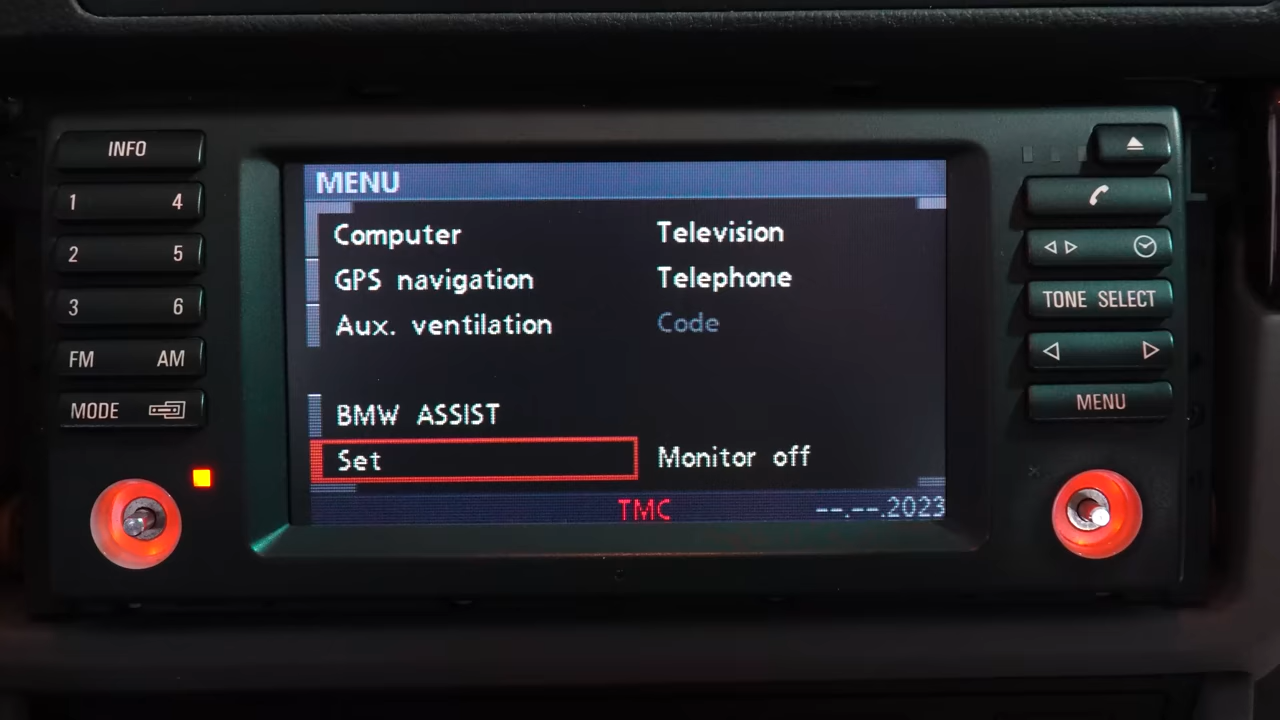 INFO
1 4
2 5
3 6
FM AM
MODE
MENU
Computer Television
GPS navigation Telephone
Aux. ventilation Code
BMW ASSIST
Set Monitor off
TMC --.--.2023
TONE SELECT
MENU